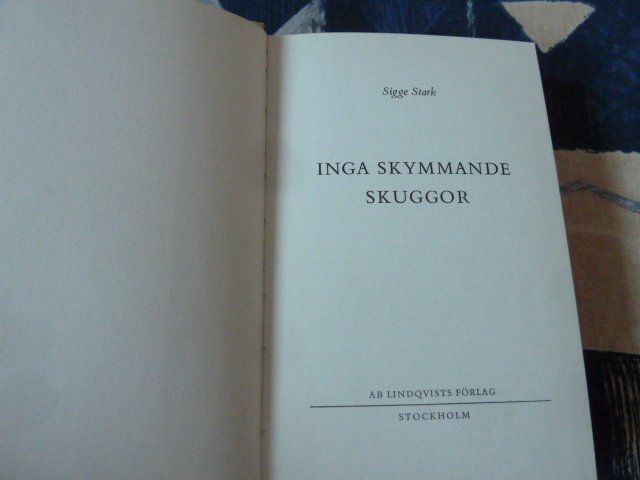 Sigge Stark
INGA SKYMMANDE
SKUGGOR
AB LINDQVISTS FÖRLAG
STOCKHOLM